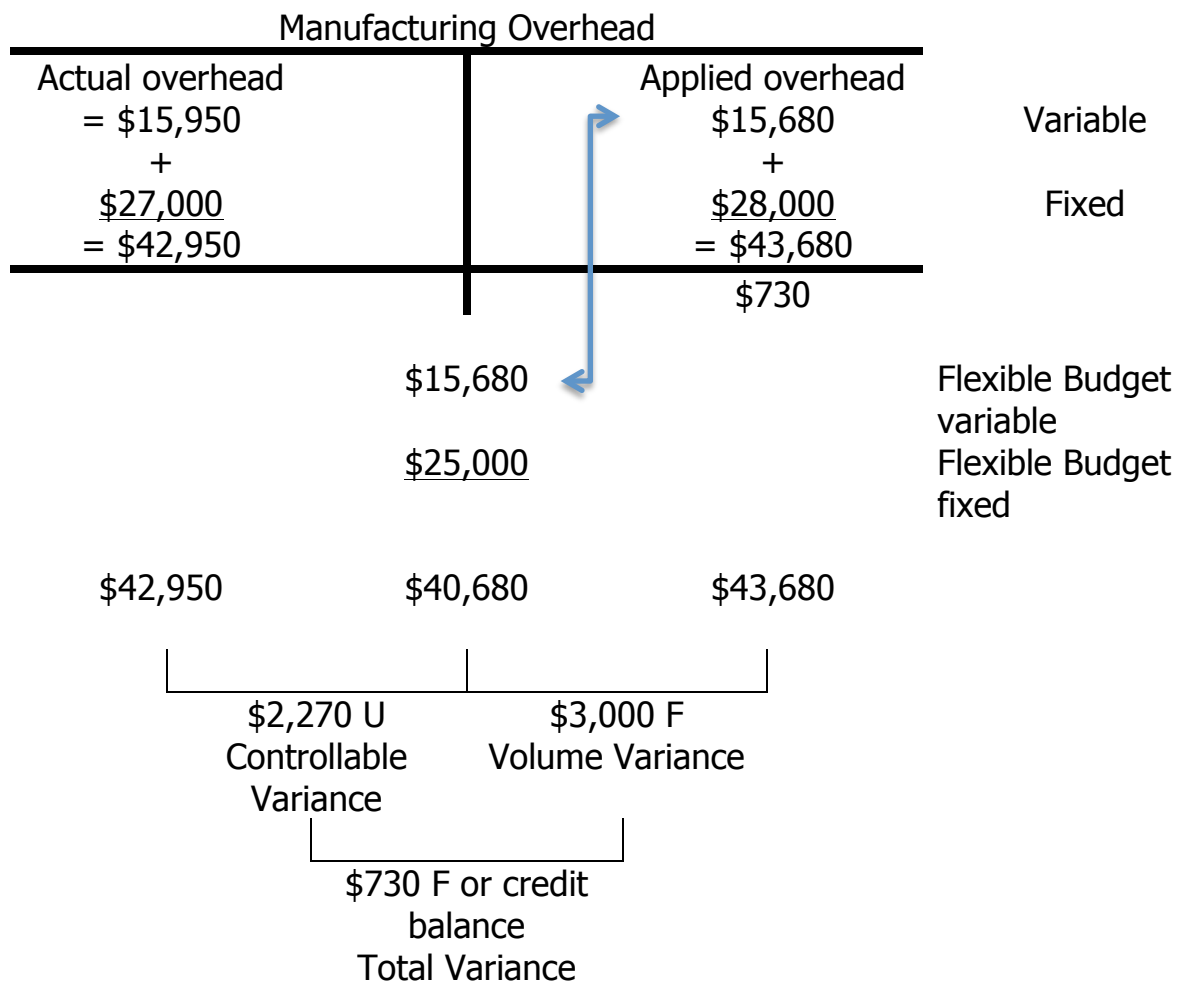 Manufacturing Overhead
Actual overhead Applied overhead
= $15,950 $15,680 Variable
+ +
$27,000 $28,000 Fixed
= $42,950 = $43,680
$730
$15,680 Flexible Budget
variable
$25,000 Flexible Budget
fixed
$42,950 $40,680 $43,680
$2,270 U $3,000 F
Controllable Volume Variance
Variance
$730 F or credit
balance
Total Variance